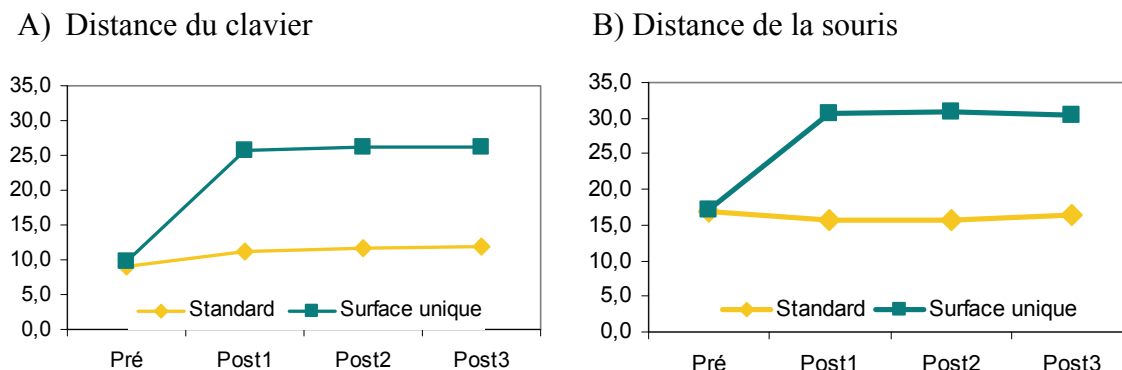 A) Distance du clavier
35,0
30,0
25,0
20,0
15,0
10,0
5,0
0,0
Standard Surface unique
Pré Post1 Post2 Post3
B) Distance de la souris
35,0
30,0
25,0
20,0
15,0
10,0
5,0
0,0
Standard Surface unique
Pré Post1 Post2 Post3